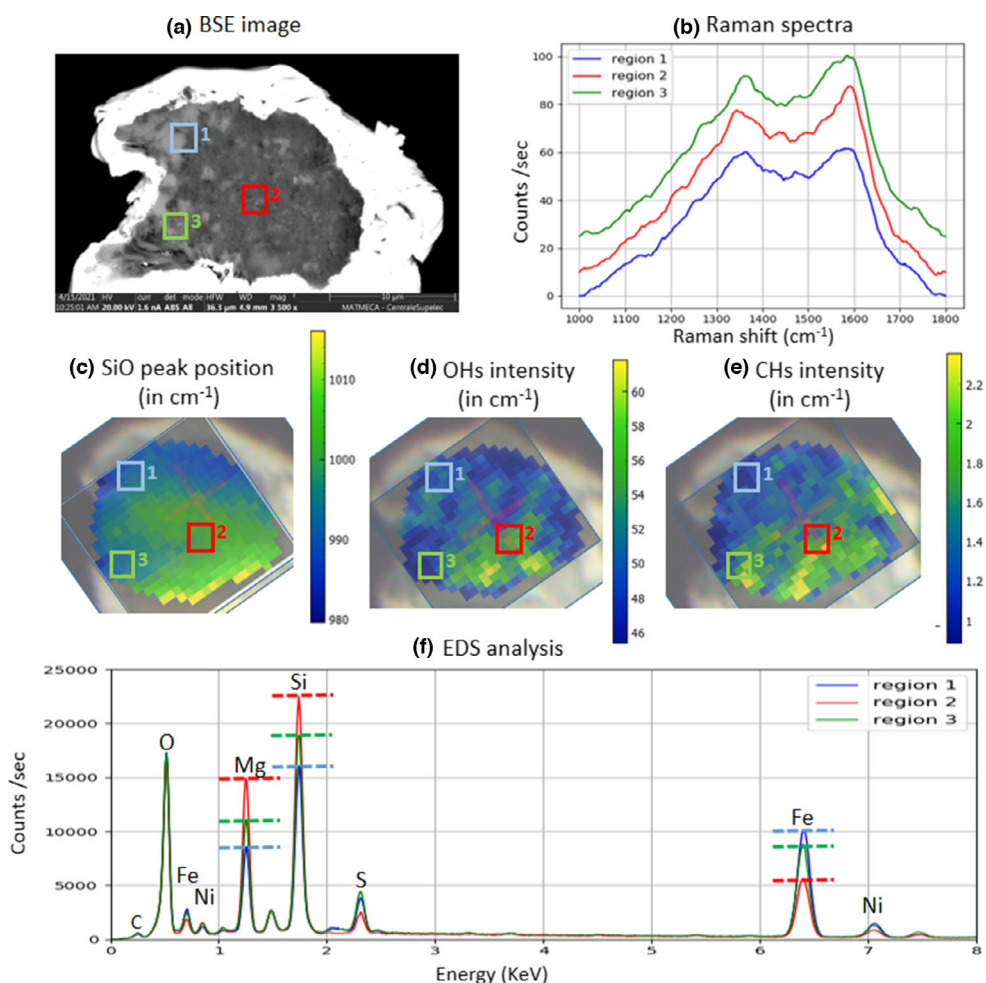 (a) BSE image
1
2
3
4/15/2021 HV curr det mode HFW WD mag 10 µm
10:25:01 AM 20.00 kV 1.6 nA ABS All 36.3 µm 4.9 mm 3 500 x MATMECA - CentraleSupelec
(b) Raman spectra
region 1
region 2
region 3
100
80
60
40
20
0
Counts /sec
1000 1100 1200 1300 1400 1500 1600 1700 1800
Raman shift (cm-1)
(c) SiO peak position
(in cm-1)
1
2
3
1010
1000
990
980
(d) OHs intensity
(in cm-1)
1
2
3
60
58
56
54
52
50
48
46
(e) CHs intensity
(in cm-1)
1
2
3
2.2
2
1.8
1.6
1.4
1.2
1
(f) EDS analysis
25000
20000
15000
10000
5000
0
Counts /sec
C
O
Fe
Ni
Mg
Si
S
Fe
Ni
region 1
region 2
region 3
0 1 2 3 4 5 6 7 8
Energy (KeV)